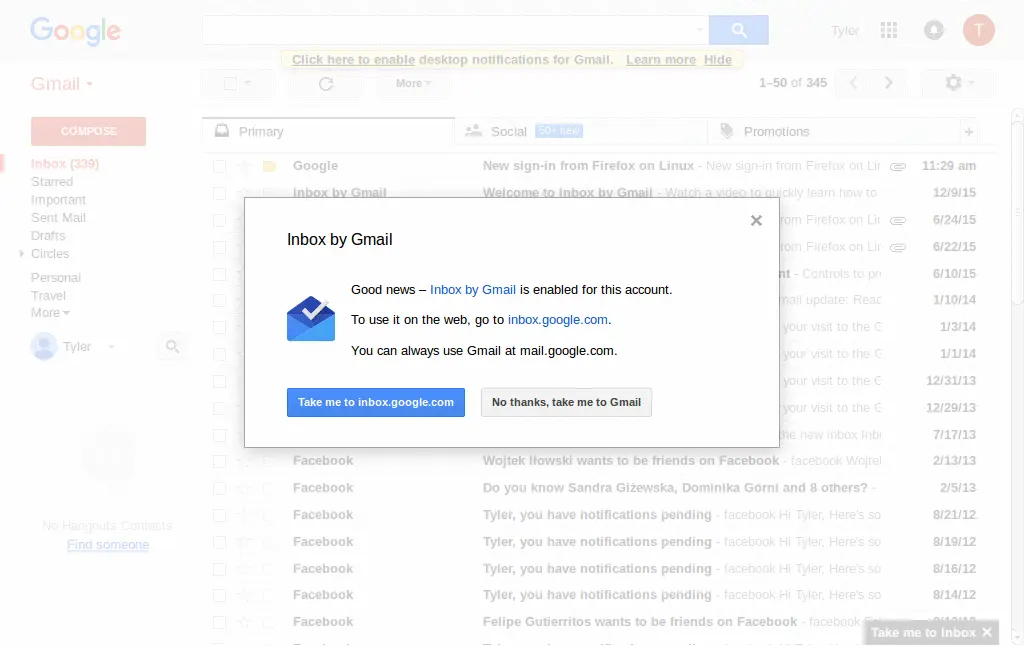 Google
Tyler
T
Click here to enable desktop notifications for Gmail. Learn more Hide
Gmail
More
1–50 of 345
COMPOSE
Primary
Social 50+ new
Promotions
+
Inbox (339)
Starred
Important
Sent Mail
Drafts
Circles
Personal
Travel
More
Tyler
No Hangouts Contacts
Find someone
Google New sign-in from Firefox on Linux - New sign-in from Firefox on Lin 11:29 am
Inbox by Gmail Welcome to Inbox by Gmail - Watch a video to quickly learn how to 12/9/15
from Firefox on Lin 6/24/15
from Firefox on Lin 6/22/15
nt - Controls to pr 6/10/15
mail update: Read 1/10/14
your visit to the G 1/3/14
your visit to the G 1/1/14
your visit to the G 12/31/13
your visit to the G 12/29/13
the new inbox Inb 7/17/13
Inbox by Gmail
Good news – Inbox by Gmail is enabled for this account.
To use it on the web, go to inbox.google.com.
You can always use Gmail at mail.google.com.
Take me to inbox.google.com
No thanks, take me to Gmail
Facebook Wojtek Iłowski wants to be friends on Facebook - facebook Wojtek 2/13/13
Facebook Do you know Sandra Giżewska, Dominika Górni and 8 others? - 2/5/13
Facebook Tyler, you have notifications pending - facebook Hi Tyler, Here's so 8/21/12
Facebook Tyler, you have notifications pending - facebook Hi Tyler, Here's so 8/19/12
Facebook Tyler, you have notifications pending - facebook Hi Tyler, Here's so 8/16/12
Facebook Tyler, you have notifications pending - facebook Hi Tyler, Here's so 8/14/12
Facebook Felipe Gutierritos wants to be friends on Facebook - facebook
Take me to Inbox